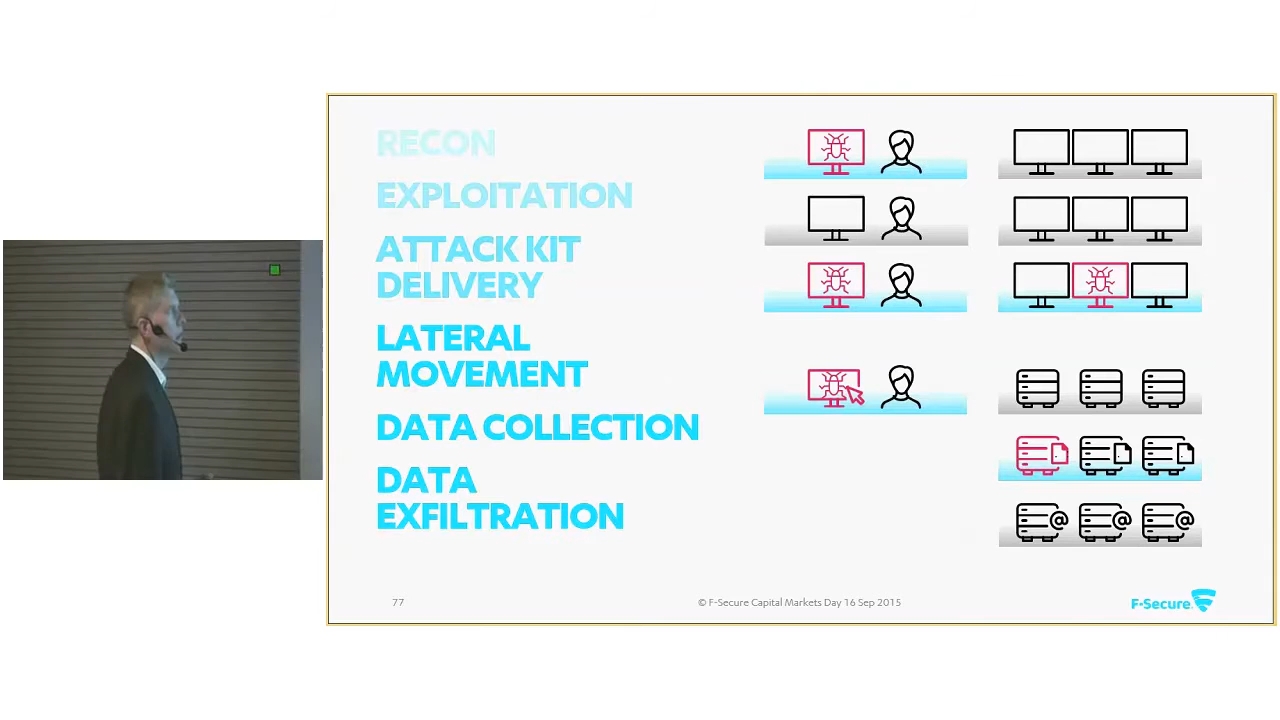 RECON
EXPLOITATION
ATTACK KIT
DELIVERY
LATERAL
MOVEMENT
DATA COLLECTION
DATA
EXFILTRATION
@ @ @
77
© F-Secure Capital Markets Day 16 Sep 2015
F-Secure.